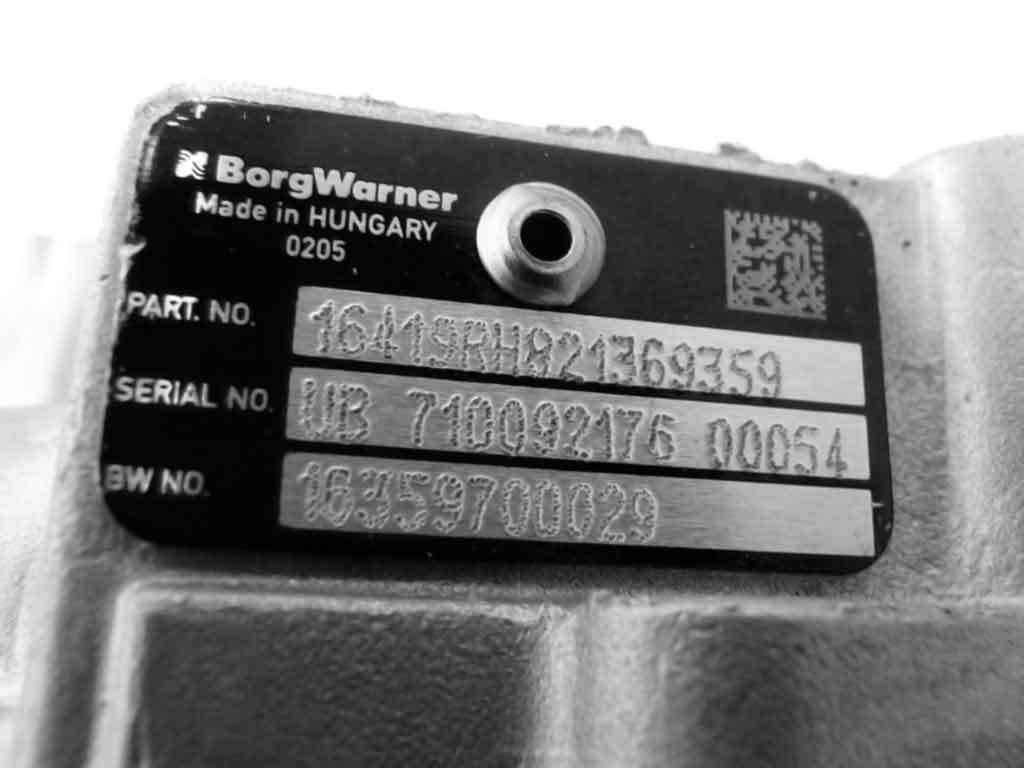 BorgWarner
Made in HUNGARY
0205
PART. NO. 16419RH821369359
SERIAL NO. UB 710092176 00054
BW NO. 16359700029